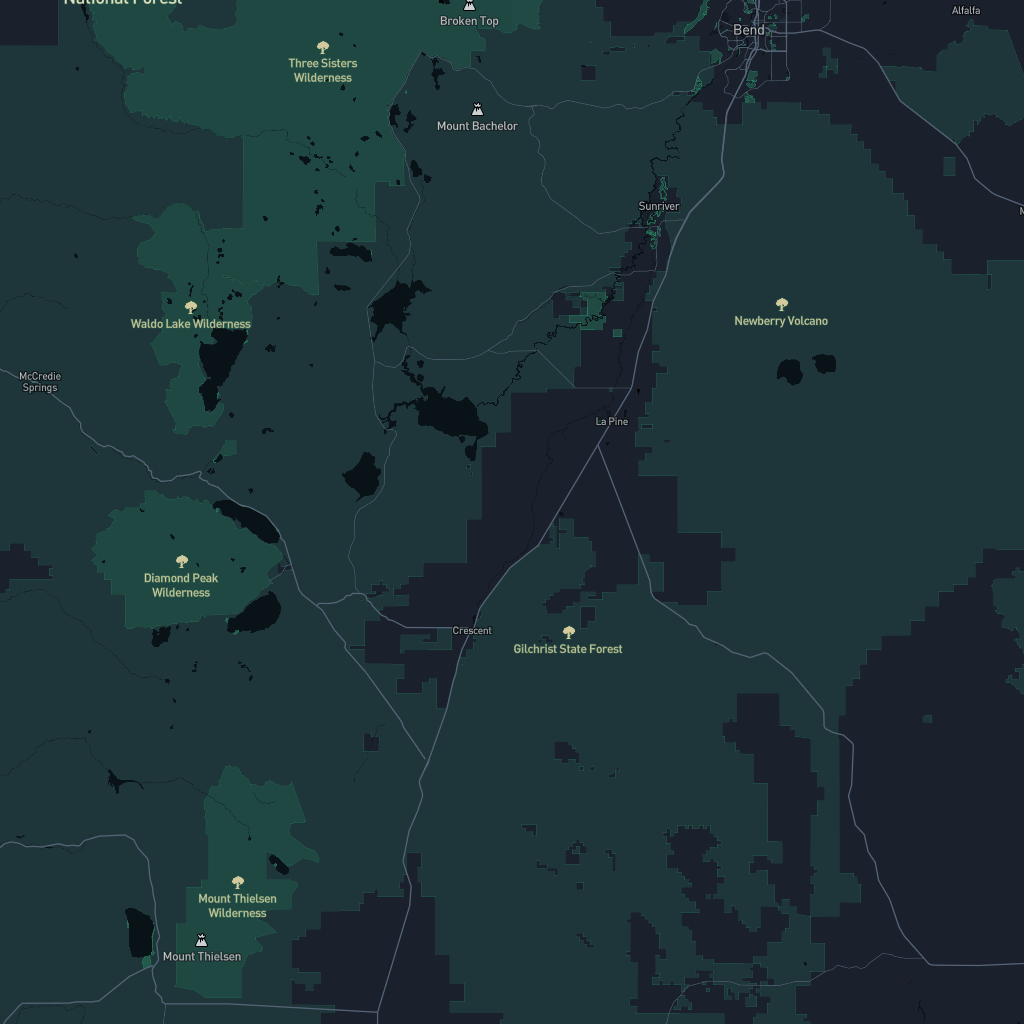 National Forest
Broken Top
Alfalfa
Bend
Three Sisters
Wilderness
Mount Bachelor
Sunriver
Waldo Lake Wilderness
Newberry Volcano
McCredie
Springs
La Pine
Diamond Peak
Wilderness
Crescent
Gilchrist State Forest
Mount Thielsen
Wilderness
Mount Thielsen